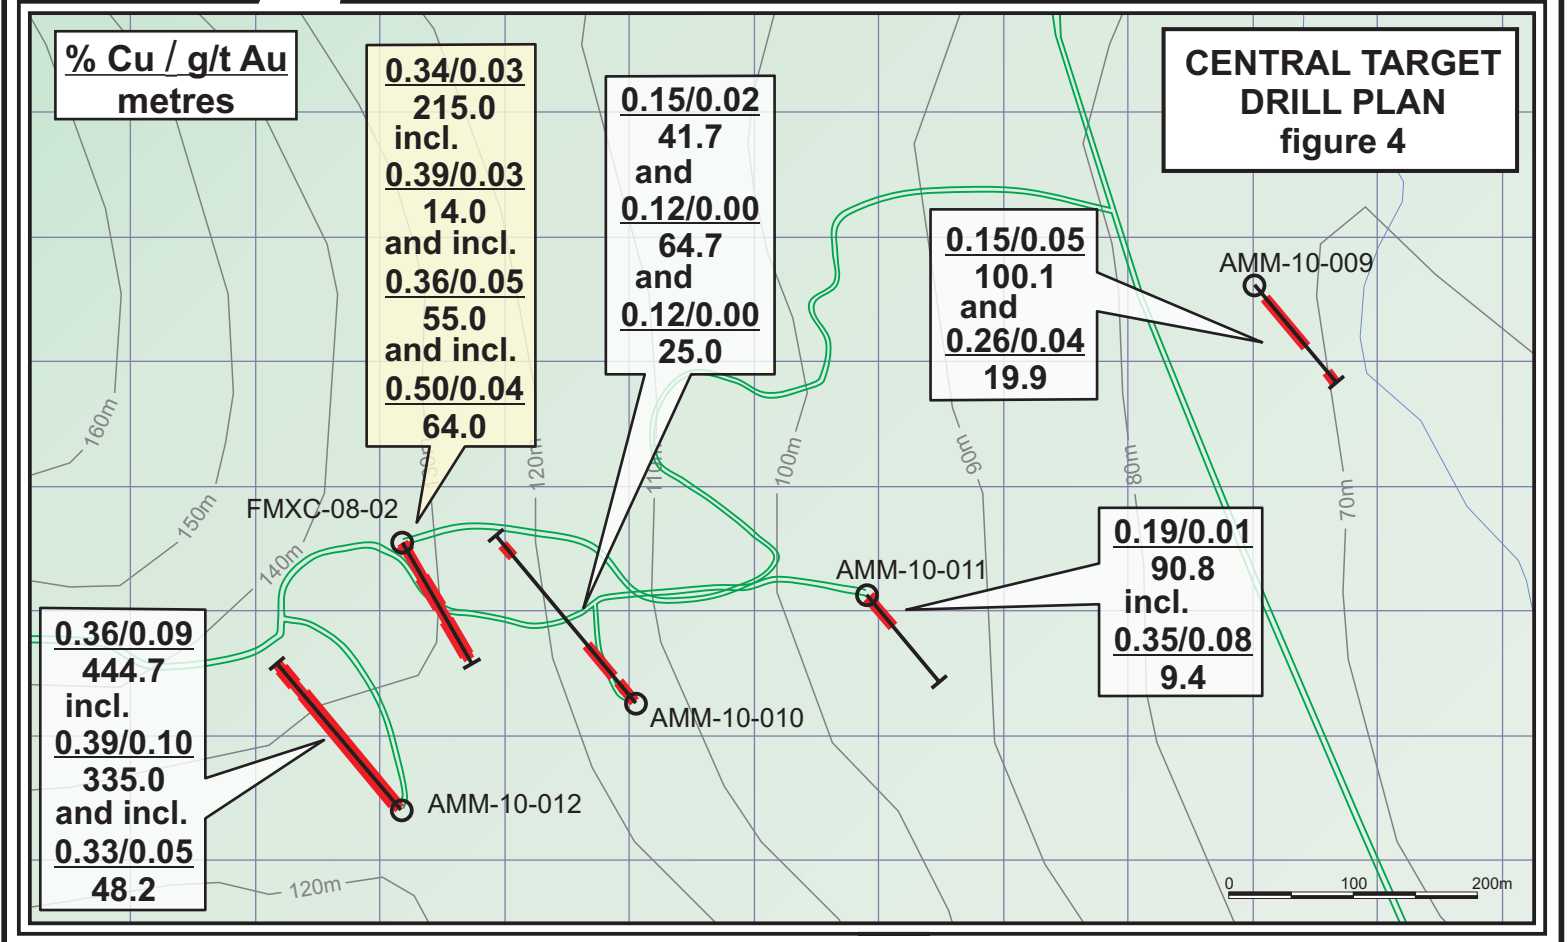 % Cu / g/t Au
metres
CENTRAL TARGET
DRILL PLAN
figure 4
0.34/0.03
215.0
incl.
0.39/0.03
14.0
and incl.
0.36/0.05
55.0
and incl.
0.50/0.04
64.0
0.15/0.02
41.7
and
0.12/0.00
64.7
and
0.12/0.00
25.0
0.15/0.05
100.1
and
0.26/0.04
19.9
AMM-10-009
160m
150m
140m
120m
110m
100m
90m
80m
70m
FMXC-08-02
AMM-10-011
0.19/0.01
90.8
incl.
0.35/0.08
9.4
0.36/0.09
444.7
incl.
0.39/0.10
335.0
and incl.
0.33/0.05
48.2
AMM-10-010
AMM-10-012
120m
0 100 200m